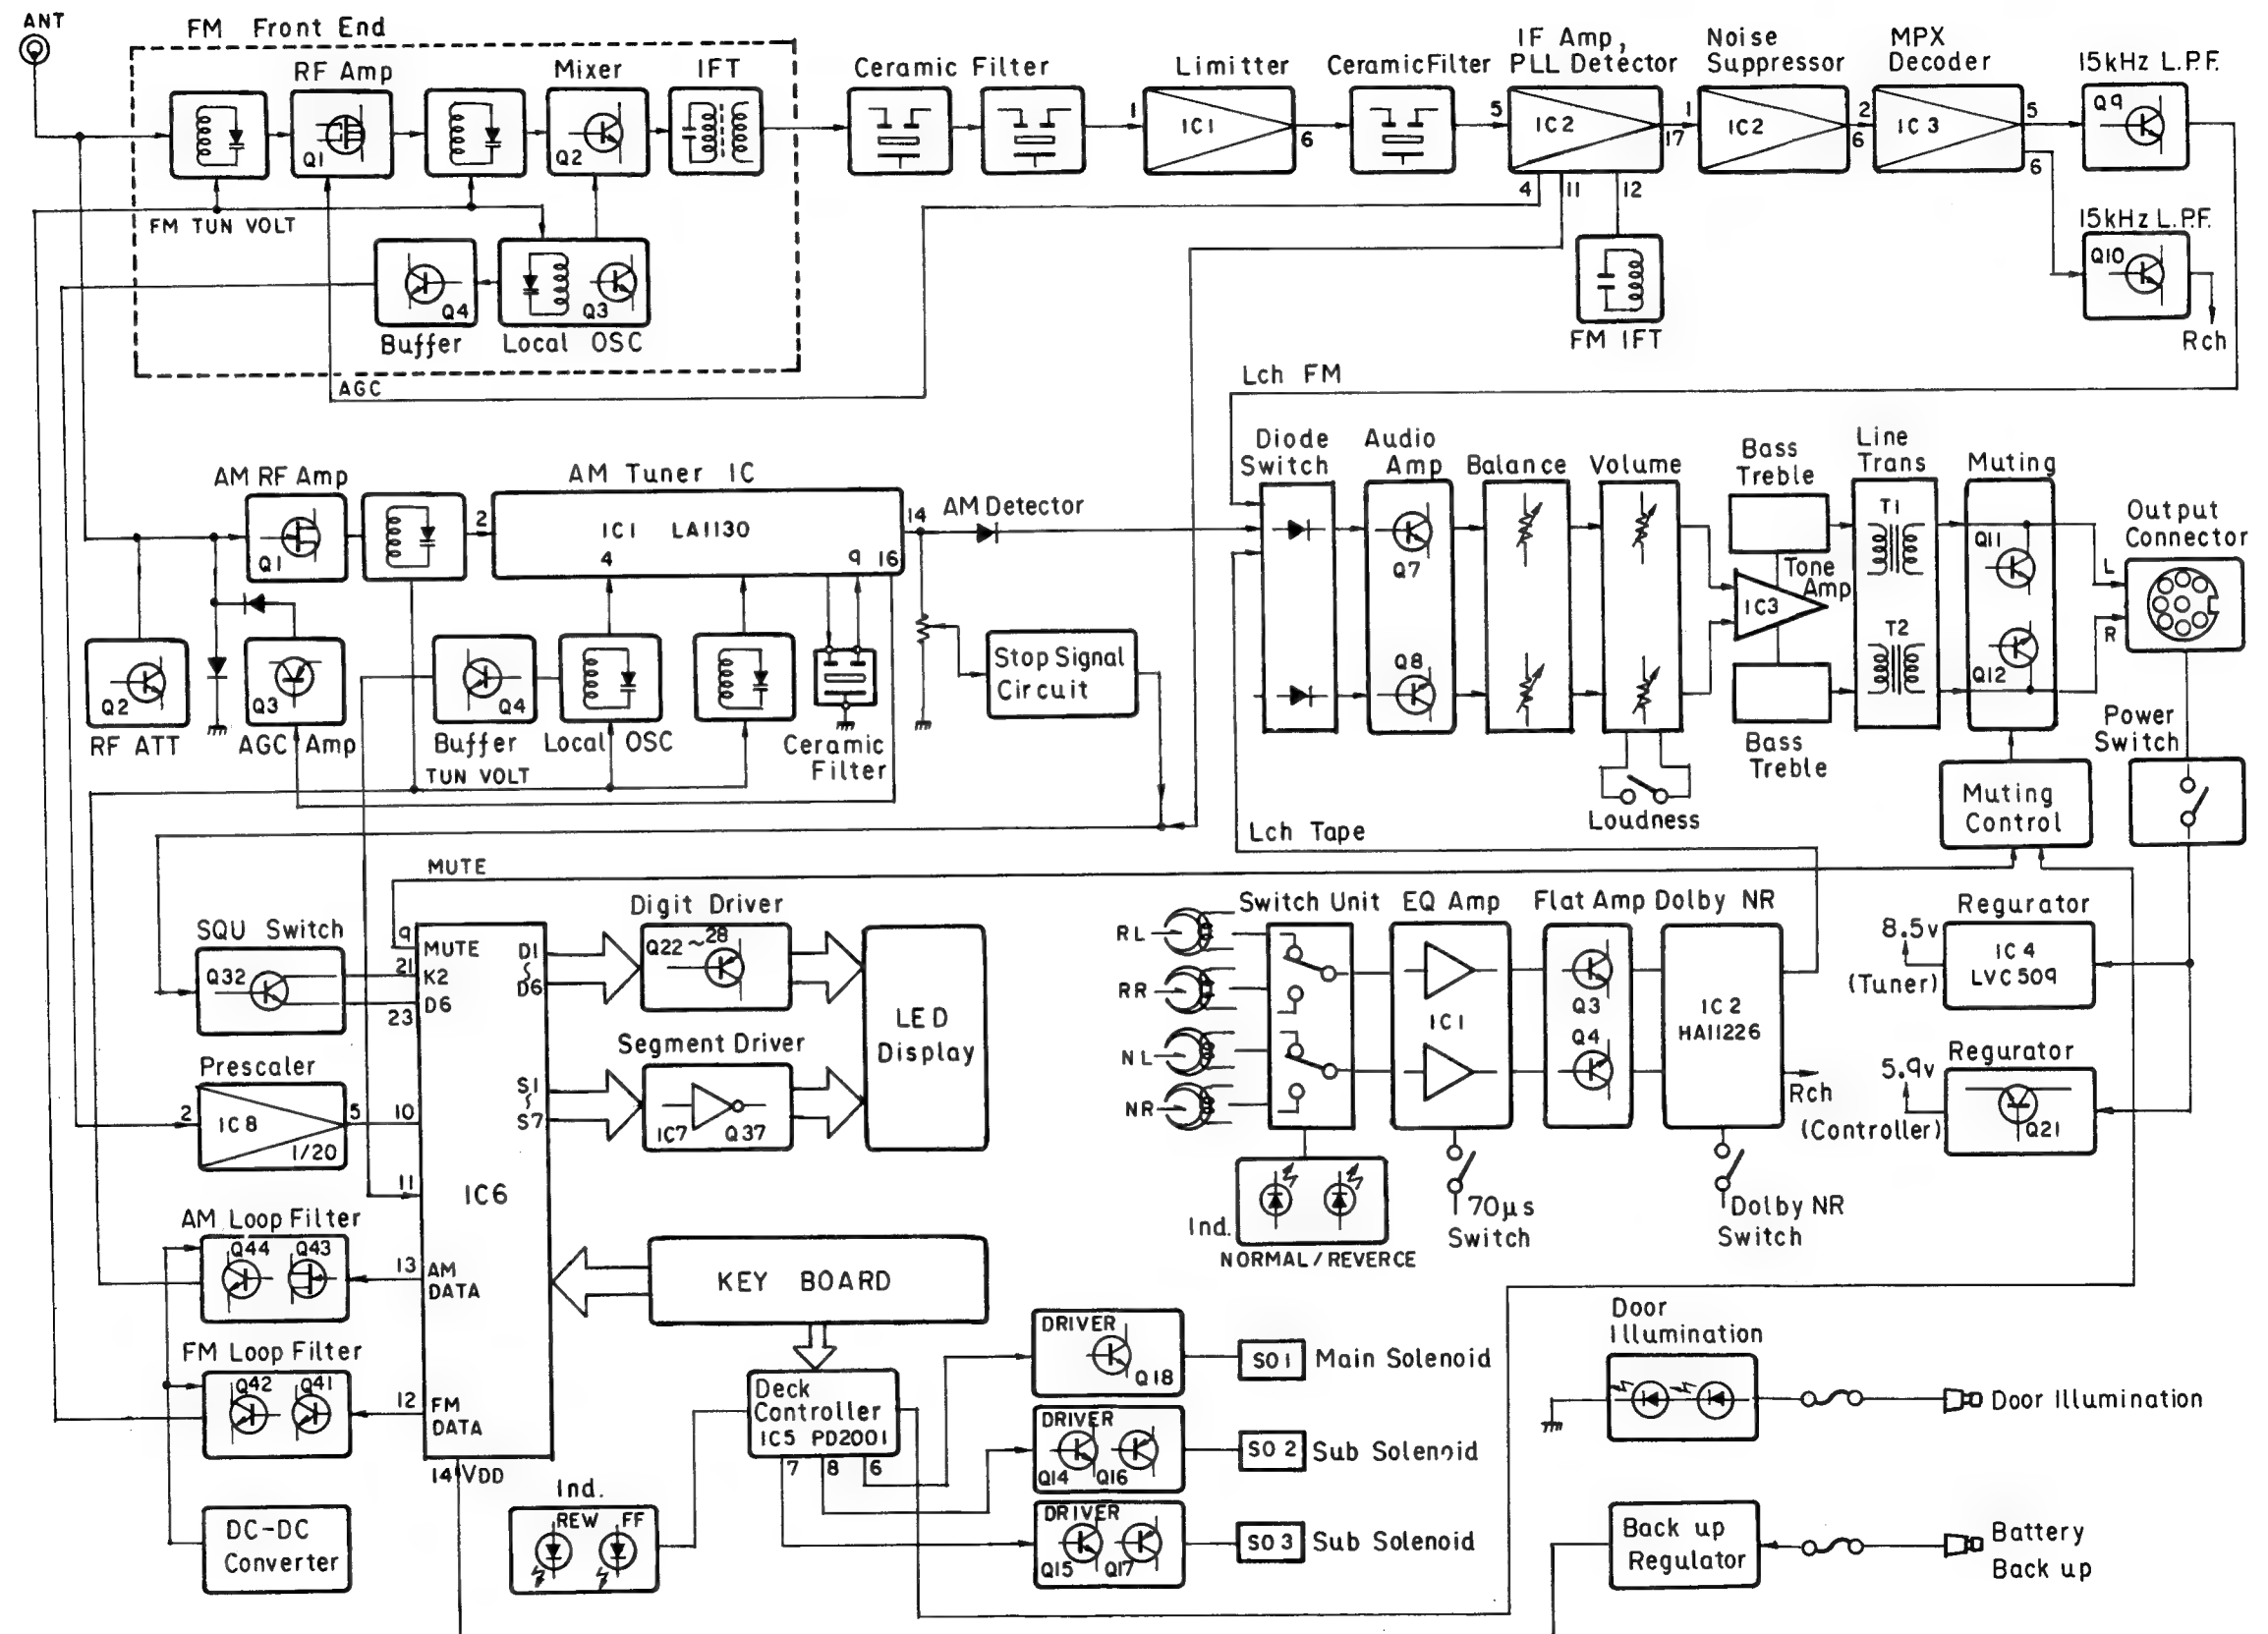 ANT
FM Front End
RF Amp
Mixer
IFT
Q1
Q2
FM TUN VOLT
Q4
Q3
Buffer
Local OSC
AGC
Ceramic Filter
Limitter
1
IC1
6
Ceramic Filter
IF Amp,
PLL Detector
5
IC2
17
4
11
12
FM IFT
Noise
Suppressor
1
IC2
6
MPX
Decoder
2
IC 3
5
6
15kHz L.P.F.
Q9
15kHz L.P.F.
Q10
Rch
Lch FM
AM RF Amp
Q1
AM Tuner IC
2
IC1 LA1130
4
9
16
14
AM Detector
Q2
RF ATT
Q3
AGC Amp
Q4
Buffer
Local OSC
TUN VOLT
Ceramic
Filter
Stop Signal
Circuit
Diode
Switch
Audio
Amp
Q7
Q8
Balance
Volume
Loudness
Bass
Treble
Tone
Amp
IC3
Bass
Treble
Line
Trans
T1
T2
Muting
Q11
Q12
L
R
Output
Connector
Power
Switch
Muting
Control
Lch Tape
MUTE
SQU Switch
Q32
9
MUTE
21
K2
D6
23
D1
~
D6
S1
~
S7
Digit Driver
Q22~28
Segment Driver
IC7
Q37
LED
Display
Prescaler
2
IC8
1/20
5
10
11
IC6
AM Loop Filter
Q44
Q43
13
AM
DATA
FM Loop Filter
Q42
Q41
12
FM
DATA
14
VDD
DC-DC
Converter
KEY BOARD
Deck
Controller
IC5 PD2001
7
8
6
Ind.
REW
FF
DRIVER
Q18
SO 1
Main Solenoid
DRIVER
Q14
Q16
SO 2
Sub Solenoid
DRIVER
Q15
Q17
SO 3
Sub Solenoid
RL
RR
NL
NR
Switch Unit
EQ Amp
IC1
Flat Amp
Q3
Q4
Dolby NR
IC2
HA11226
Rch
Ind.
NORMAL/REVERCE
70μs
Switch
Dolby NR
Switch
Regurator
8.5v
(Tuner)
IC4
LVC509
Regurator
5.9v
(Controller)
Q21
Door
Illumination
Door Illumination
Back up
Regulator
Battery
Back up